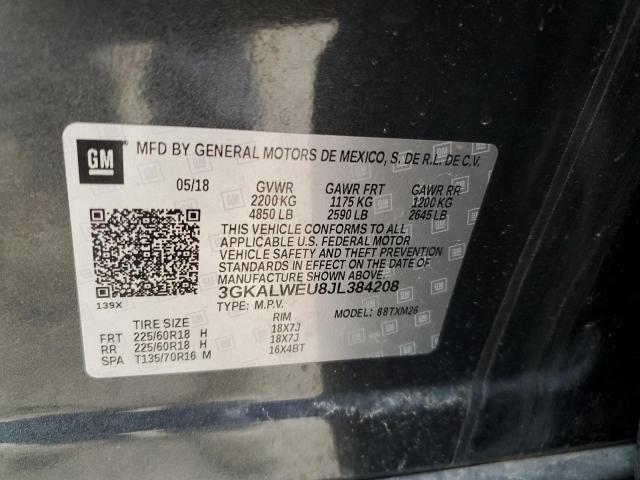 GM
MFD BY GENERAL MOTORS DE MEXICO, S. DE R.L. DE C.V.
05/18 GVWR GAWR FRT GAWR RR
2200KG 1175 KG 1200 KG
4850 LB 2590 LB 2645 LB
THIS VEHICLE CONFORMS TO ALL
APPLICABLE U.S. FEDERAL MOTOR
VEHICLE SAFETY AND THEFT PREVENTION
STANDARDS IN EFFECT ON THE DATE OF
MANUFACTURE SHOWN ABOVE.
3GKALWEU8JL384208
139X TYPE: M.P.V. MODEL: 88TXM26
TIRE SIZE RIM
FRT 225/60R18 H 18X7J
RR 225/60R18 H 18X7J
SPA T135/70R16 M 16X4BT